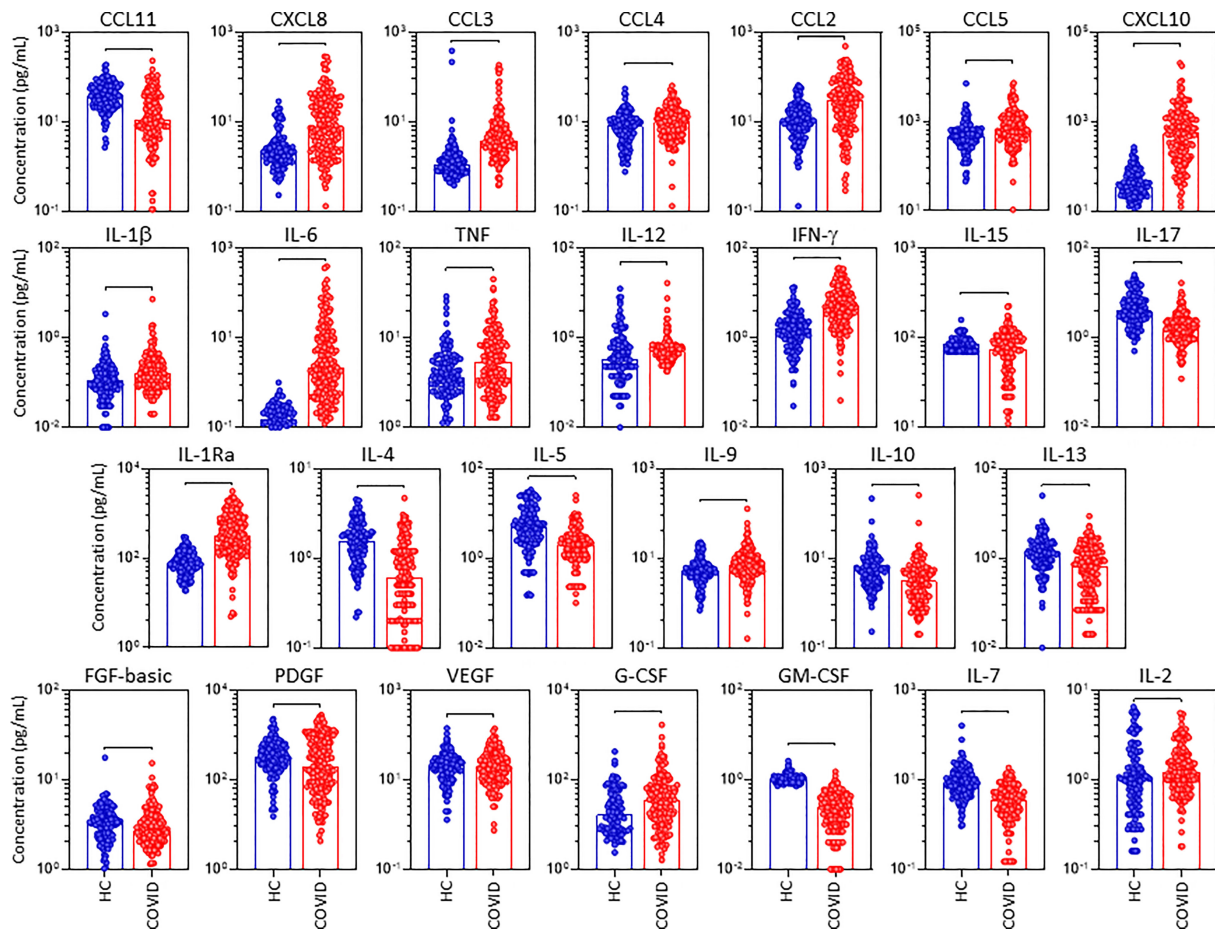 CCL11 CXCL8 CCL3 CCL4 CCL2 CCL5 CXCL10
Concentration (pg/mL)
10³ 10³ 10³ 10³ 10³ 10⁵ 10⁵
10¹ 10¹ 10¹ 10¹ 10¹ 10³ 10³
10⁻¹ 10⁻¹ 10⁻¹ 10⁻¹ 10⁻¹ 10¹ 10¹
IL-1β IL-6 TNF IL-12 IFN-γ IL-15 IL-17
Concentration (pg/mL)
10² 10³ 10² 10² 10² 10³ 10²
10⁰ 10¹ 10¹ 10⁰ 10⁰ 10² 10⁰
10⁻² 10⁻¹ 10⁰ 10⁻² 10⁻² 10¹ 10⁻²
IL-1Ra IL-4 IL-5 IL-9 IL-10 IL-13
Concentration (pg/mL)
10⁴ 10¹ 10² 10³ 10³ 10²
10² 10⁰ 10⁰ 10¹ 10¹ 10⁰
10⁰ 10⁻¹ 10⁻² 10⁻¹ 10⁻¹ 10⁻²
FGF-basic PDGF VEGF G-CSF GM-CSF IL-7 IL-2
Concentration (pg/mL)
10² 10⁴ 10³ 10⁴ 10² 10³ 10¹
10¹ 10² 10² 10² 10⁰ 10¹ 10⁰
10⁰ 10⁰ 10¹ 10⁰ 10⁻² 10⁻¹ 10⁻¹
HC COVID HC COVID HC COVID HC COVID HC COVID HC COVID HC COVID